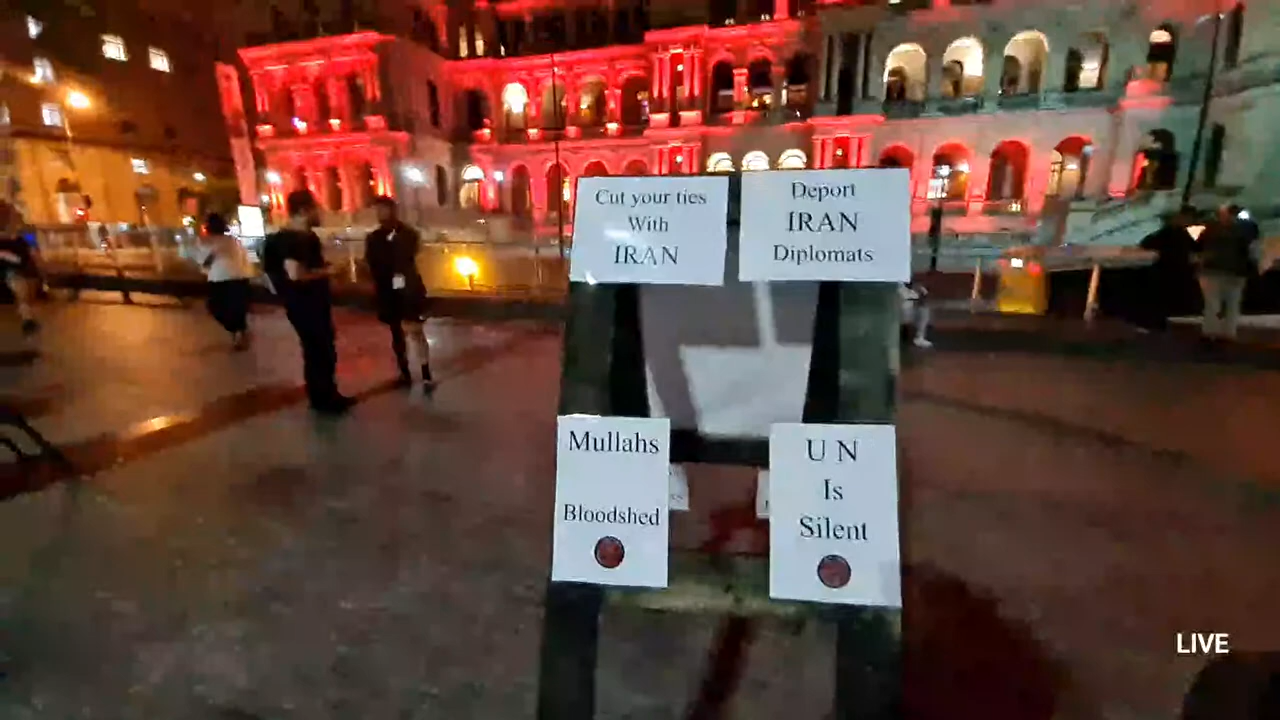 Cut your ties
With
IRAN
Deport
IRAN
Diplomats
Mullahs
Bloodshed
U N
Is
Silent
LIVE